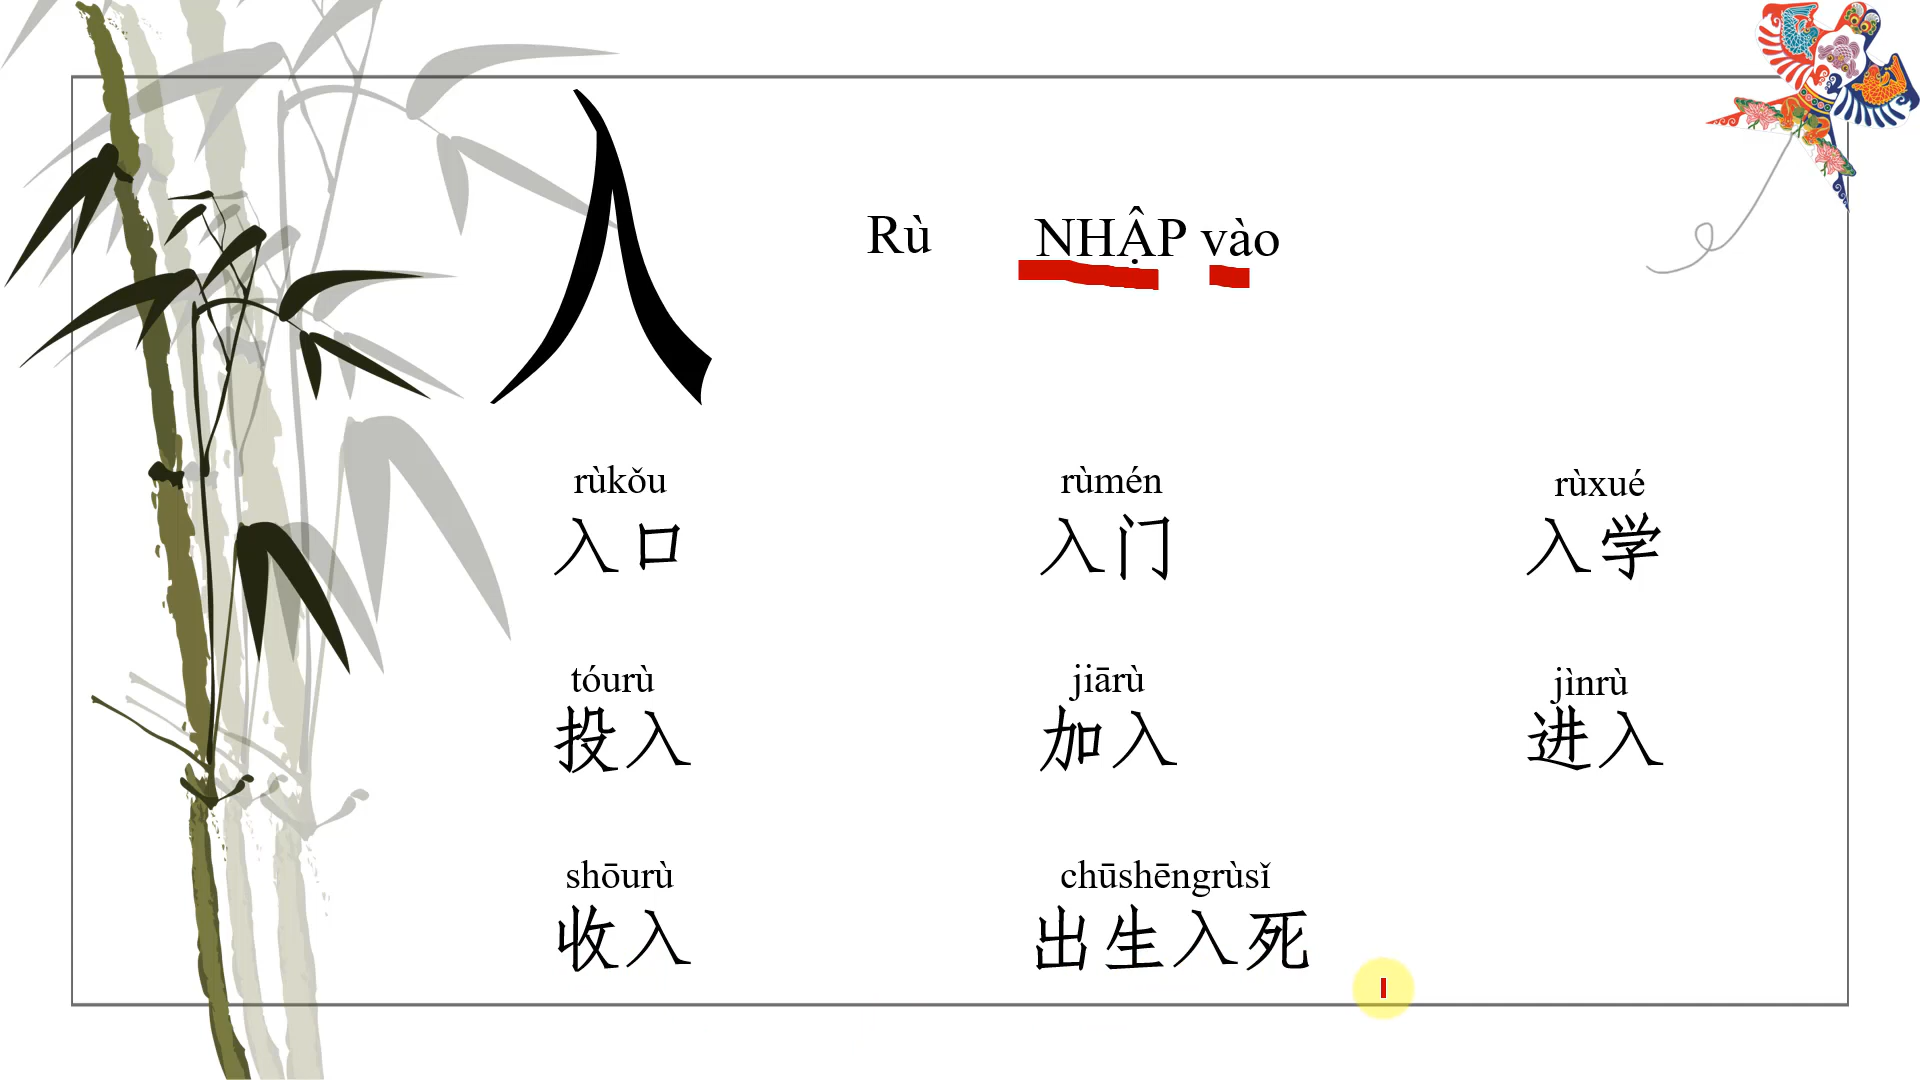 入
Rù NHẬP vào
rùkǒu rùmén rùxué
入口 入门 入学
tóurù jiārù jìnrù
投入 加入 进入
shōurù chūshēngrùsǐ
收入 出生入死